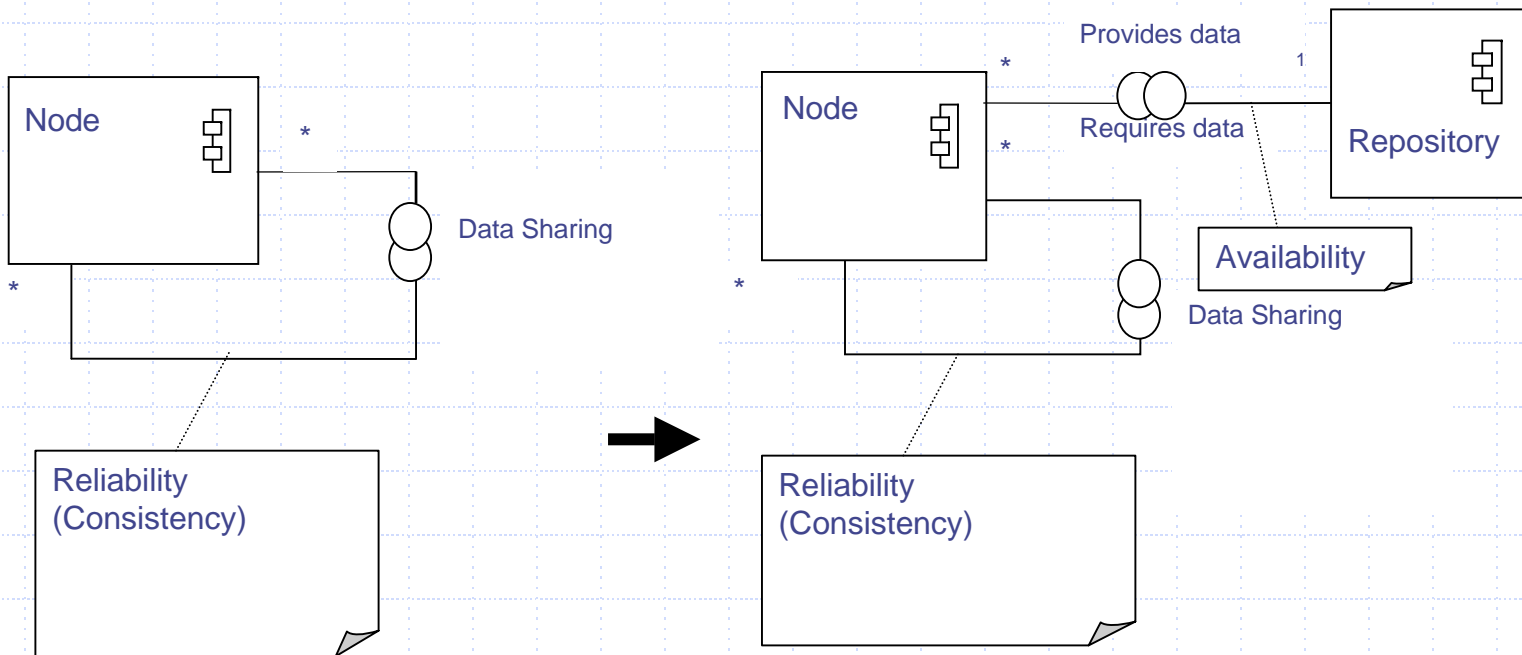 Node
*
Data Sharing
*
Reliability
(Consistency)
Provides data
*
1
Node
Requires data
*
Repository
Availability
*
Data Sharing
Reliability
(Consistency)